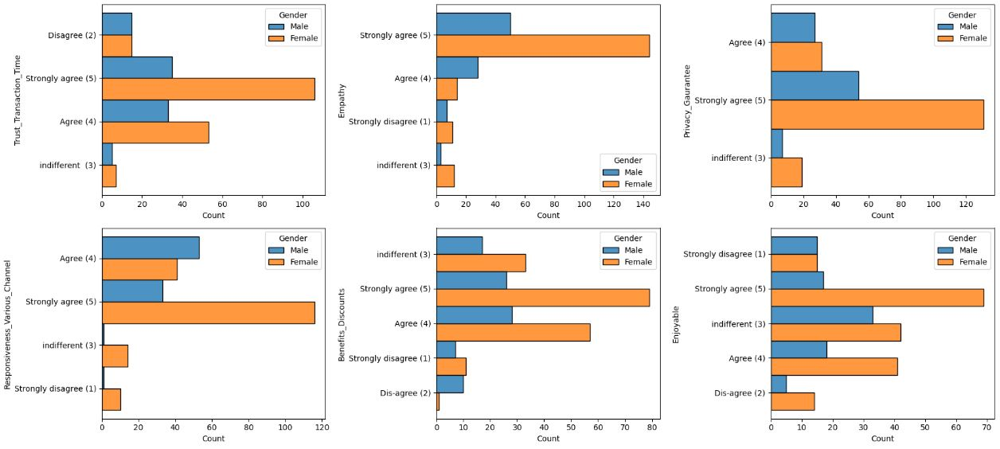 Trust_Transaction_Time
Disagree (2)
Strongly agree (5)
Agree (4)
indifferent  (3)
0 20 40 60 80 100
Count
Gender
Male
Female
Empathy
Strongly agree (5)
Agree (4)
Strongly disagree (1)
indifferent (3)
0 20 40 60 80 100 120 140
Count
Gender
Male
Female
Privacy_Gaurantee
Agree (4)
Strongly agree (5)
indifferent (3)
0 20 40 60 80 100 120
Count
Gender
Male
Female
Responsiveness_Various_Channel
Agree (4)
Strongly agree (5)
indifferent (3)
Strongly disagree (1)
0 20 40 60 80 100 120
Count
Gender
Male
Female
Benefits_Discounts
indifferent (3)
Strongly agree (5)
Agree (4)
Strongly disagree (1)
Dis-agree (2)
0 10 20 30 40 50 60 70 80
Count
Gender
Male
Female
Enjoyable
Strongly disagree (1)
Strongly agree (5)
indifferent (3)
Agree (4)
Dis-agree (2)
0 10 20 30 40 50 60 70
Count
Gender
Male
Female